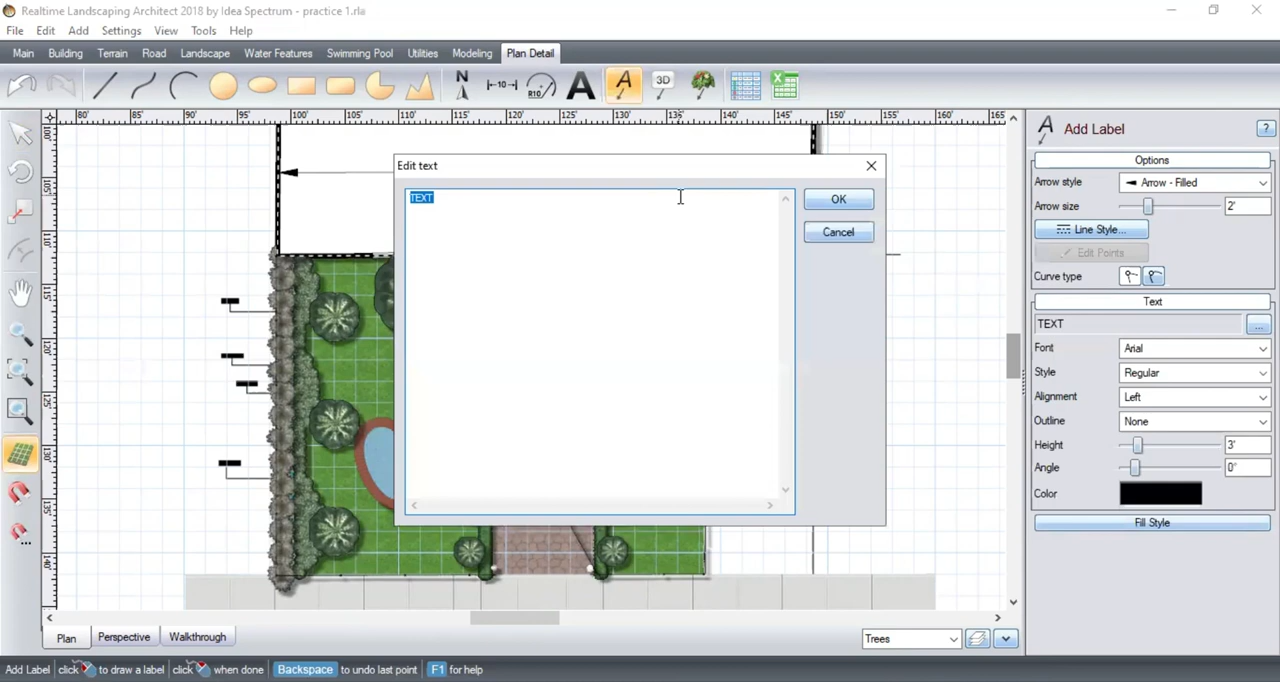 Realtime Landscaping Architect 2018 by Idea Spectrum - practice 1.rla
File Edit Add Settings Tools Help
Main Building Terrain Road Landscape Water Features Swimming Pool Utilities Modeling Plan Detail
N 10 R10 A A 3D
80' 85' 90' 95' 100' 105' 110' 115' 120' 125' 130' 135' 140' 145' 150' 155' 160' 165
A Add Label ?
Edit text
Options
Arrow style Arrow - Filled
TEXT
OK
Arrow size 2'
Line Style...
Cancel
Edit Points
Curve type
Text
TEXT ...
Font Arial
Style Regular
Alignment Left
Outline None
Height 3'
Angle 0°
Color
Fill Style
Plan Perspective Walkthrough
Trees
Add Label click to draw a label click when done Backspace to undo last point F1 for help